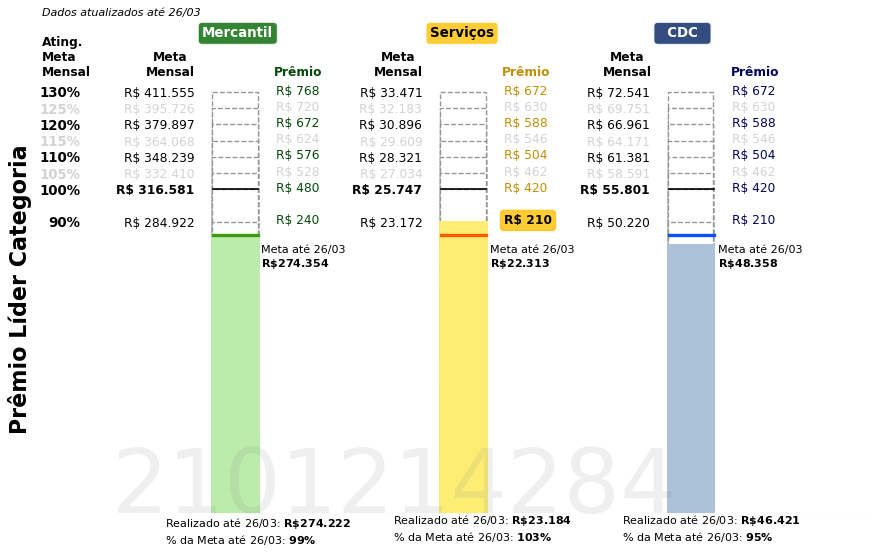 Dados atualizados até 26/03
Mercantil Serviços CDC
Ating.
Meta Meta Meta Meta
Mensal Mensal Prêmio Mensal Prêmio Mensal Prêmio
130% R$ 411.555 R$ 768 R$ 33.471 R$ 672 R$ 72.541 R$ 672
125% R$ 395.726 R$ 720 R$ 32.183 R$ 630 R$ 69.751 R$ 630
120% R$ 379.897 R$ 672 R$ 30.896 R$ 588 R$ 66.961 R$ 588
115% R$ 364.068 R$ 624 R$ 29.609 R$ 546 R$ 64.171 R$ 546
110% R$ 348.239 R$ 576 R$ 28.321 R$ 504 R$ 61.381 R$ 504
105% R$ 332.410 R$ 528 R$ 27.034 R$ 462 R$ 58.591 R$ 462
100% R$ 316.581 R$ 480 R$ 25.747 R$ 420 R$ 55.801 R$ 420
90% R$ 284.922 R$ 240 R$ 23.172 R$ 210 R$ 50.220 R$ 210
Meta até 26/03 Meta até 26/03 Meta até 26/03
R$274.354 R$22.313 R$48.358
Prêmio Líder Categoria
2101214284
Realizado até 26/03: R$274.222 Realizado até 26/03: R$23.184 Realizado até 26/03: R$46.421
% da Meta até 26/03: 99% % da Meta até 26/03: 103% % da Meta até 26/03: 95%